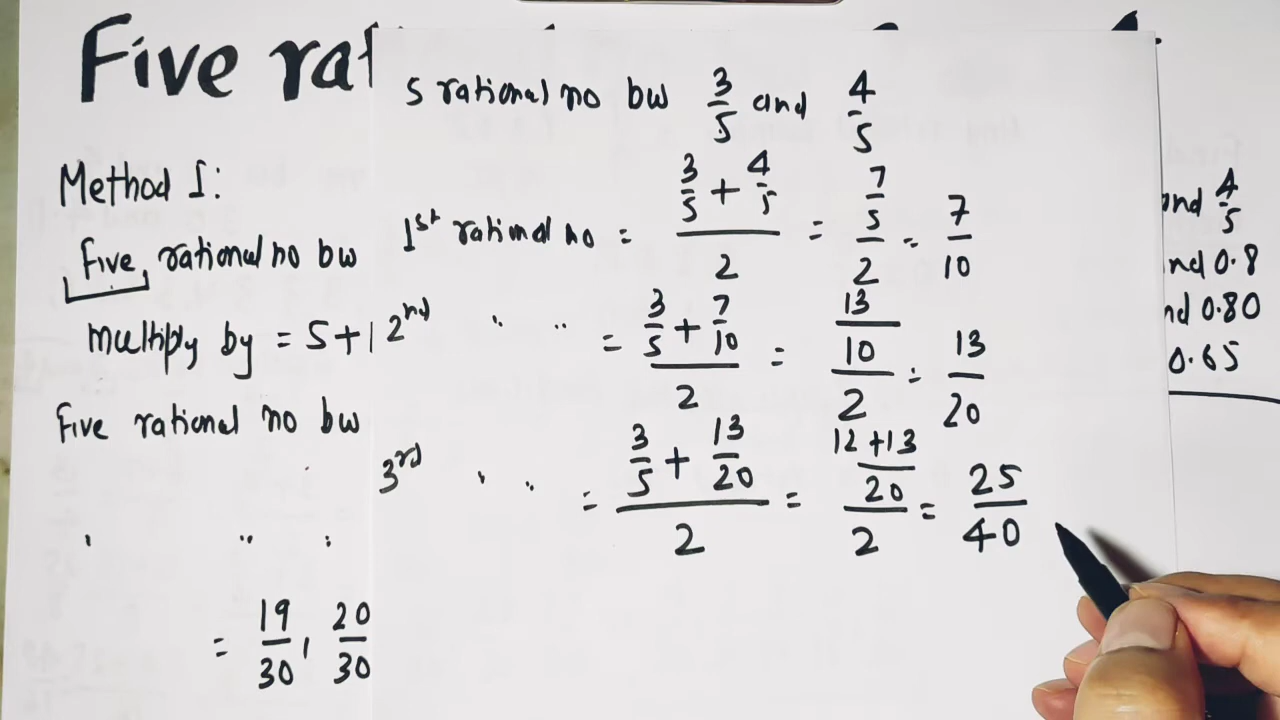 Five rat
Method I:
Five rational no bw
multiply by = 5+1
Five rational no bw
= 19/30, 20/30
5 rational no bw 3/5 and 4/5
1st rational no = (3/5 + 4/5)/2 = (7/5)/2 = 7/10
2nd " " = (3/5 + 7/10)/2 = (13/10)/2 = 13/20
3rd " " = (3/5 + 13/20)/2 = ((12+13)/20)/2 = 25/40
and 4/5
nd 0.8
nd 0.80
0.65